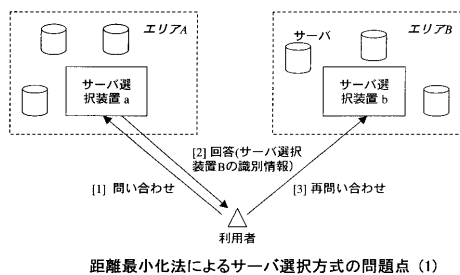 エリアA
サーバ選
択装置 a
サーバ
エリアB
サーバ選
択装置 b
[2] 回答(サーバ選択
装置Bの識別情報)
[1] 問い合わせ
[3] 再問い合わせ
利用者
距離最小化法によるサーバ選択方式の問題点 (1)